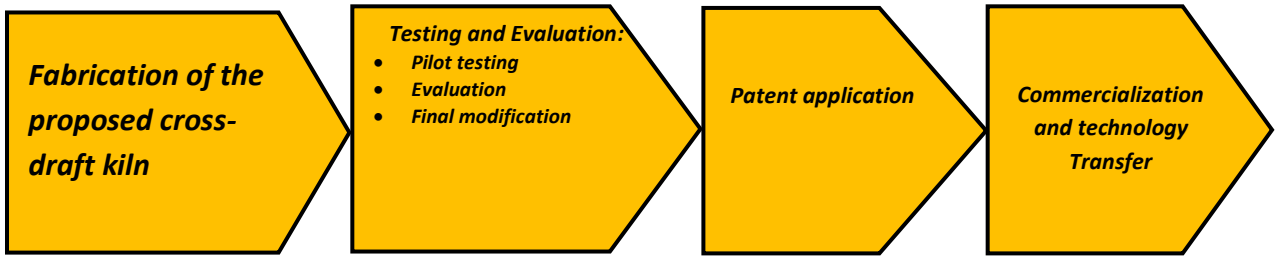 Fabrication of the
proposed cross-
draft kiln
Testing and Evaluation:
• Pilot testing
• Evaluation
• Final modification
Patent application
Commercialization
and technology
Transfer